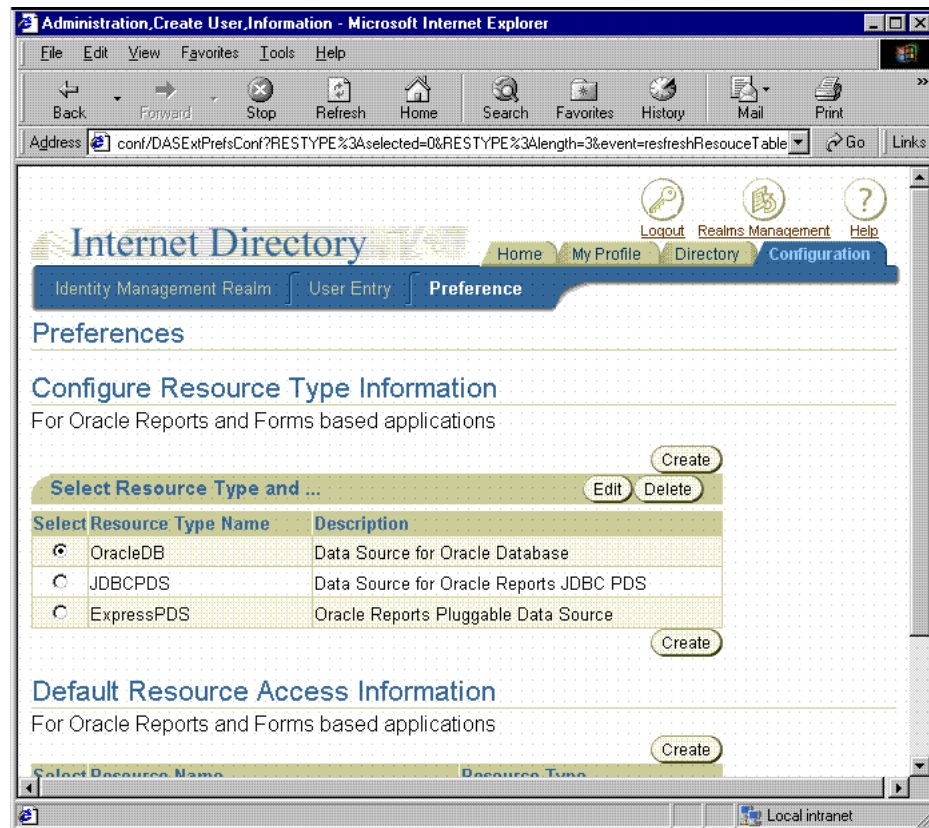 Administration,Create User,Information - Microsoft Internet Explorer
File Edit View Favorites Tools Help
Back Forward Stop Refresh Home Search Favorites History Mail Print »
Address conf/DASExtPrefsConf?RESTYPE%3Aselected=0&RESTYPE%3Alength=3&event=resfreshResouceTable Go Links
Logout Realms Management Help
Internet Directory
Home My Profile Directory Configuration
Identity Management Realm User Entry Preference
Preferences
Configure Resource Type Information
For Oracle Reports and Forms based applications
Create
Select Resource Type and ... Edit Delete
Select Resource Type Name Description
OracleDB Data Source for Oracle Database
JDBCPDS Data Source for Oracle Reports JDBC PDS
ExpressPDS Oracle Reports Pluggable Data Source
Create
Default Resource Access Information
For Oracle Reports and Forms based applications
Create
Select Resource Name Resource Type
Local intranet